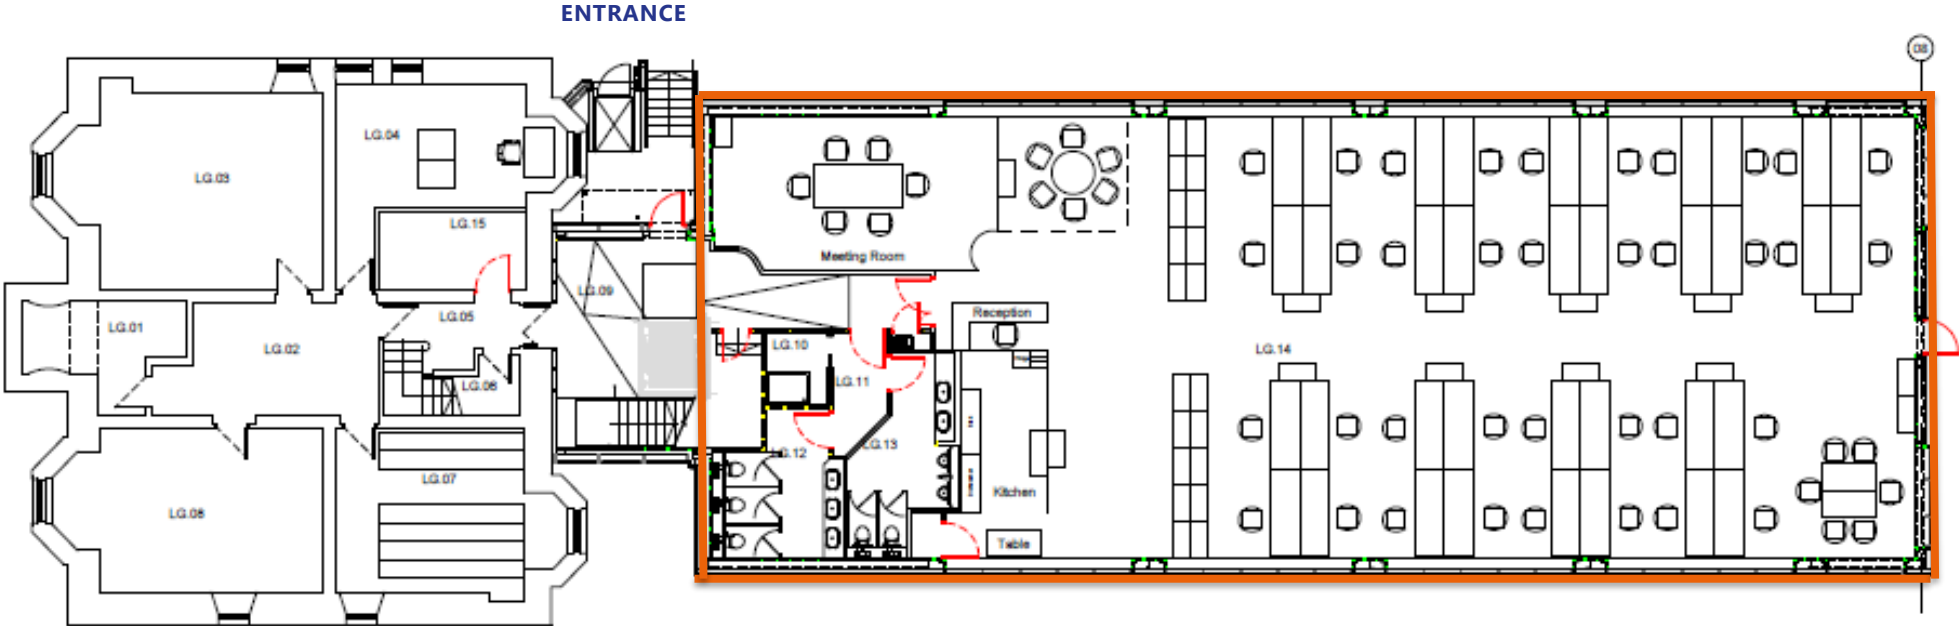 ENTRANCE
08
LG.04
LG.03
LG.15
Meeting Room
LG.09
LG.01
LG.05
Reception
LG.02
LG.10
LG.14
LG.06
LG.11
LG.13
LG.12
LG.07
Kitchen
LG.08
Table